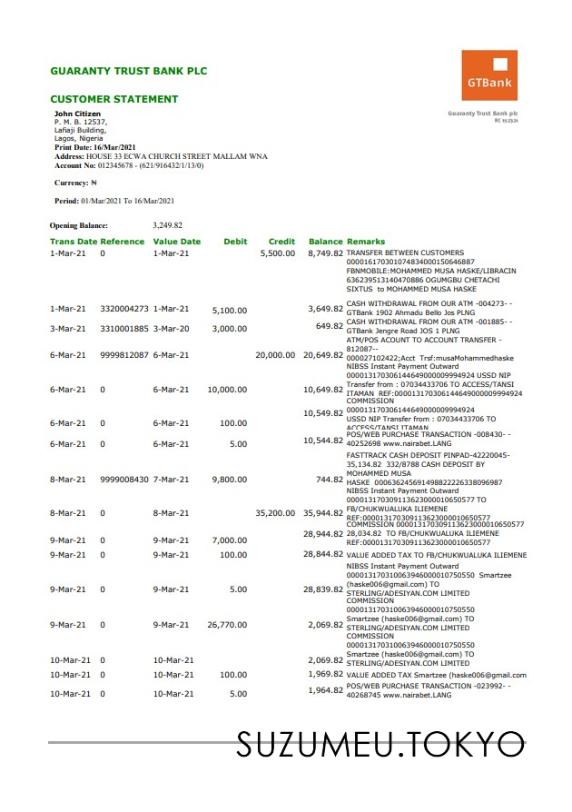 GUARANTY TRUST BANK PLC
GTBank
CUSTOMER STATEMENT
Guaranty Trust Bank plc
John Citizen
P. M. B. 12537,
Lafiaji Building,
Lagos, Nigeria
Print Date: 16/Mar/2021
Address: HOUSE 33 ECWA CHURCH STREET MALLAM WNA
Account No: 012345678 - (621/916432/1/13/0)
Currency: ₦
Period: 01/Mar/2021 To 16/Mar/2021
Opening Balance: 3,249.82
Trans Date Reference Value Date Debit Credit Balance Remarks
1-Mar-21 0 1-Mar-21 5,500.00 8,749.82 TRANSFER BETWEEN CUSTOMERS
000016170301074834000150646887
FBNMOBILE:MOHAMMED MUSA HASKE/LIBRACIN
636239513140470886 OGUMGBU CHETACHI
SIXTUS to MOHAMMED MUSA HASKE
1-Mar-21 3320004273 1-Mar-21 5,100.00 3,649.82 CASH WITHDRAWAL FROM OUR ATM -004273- -
GTBank 1902 Ahmadu Bello Jos PLNG
3-Mar-21 3310001885 3-Mar-20 3,000.00 649.82 CASH WITHDRAWAL FROM OUR ATM -001885- -
GTBank Jengre Road JOS 1 PLNG
ATM/POS ACOUNT TO ACCOUNT TRANSFER -
812087--
6-Mar-21 9999812087 6-Mar-21 20,000.00 20,649.82 000027102422;Acct Trsf:musaMohammedhaske
NIBSS Instant Payout Outward
000013170306144649000009994924 USSD NIP
6-Mar-21 0 6-Mar-21 10,000.00 10,649.82 Transfer from : 07034433706 TO ACCESS/TANSI
ITAMAN REF:000013170306144649000009994924
COMMISSION
10,549.82 000013170306144649000009994924
6-Mar-21 0 6-Mar-21 100.00 USSD NIP Transfer from : 07034433706 TO
ACCESS/TANSI ITAMAN
6-Mar-21 0 6-Mar-21 5.00 10,544.82 POS/WEB PURCHASE TRANSACTION -008430- -
40252698 www.nairabet.LANG
FASTTRACK CASH DEPOSIT PINPAD-42220045-
35,134.82 332/8788 CASH DEPOSIT BY
MOHAMMED MUSA
8-Mar-21 9999008430 7-Mar-21 9,800.00 744.82 HASKE 00063624569149882222633​8096987
NIBSS Instant Payment Outward
000013170309113623000010650577 TO
8-Mar-21 0 8-Mar-21 35,200.00 35,944.82 FB/CHUKWUALUKA ILIEMENE
REF:000013170309113623000010650577
COMMISSION 000013170309113623000010650577
28,944.82 28,034.82 TO FB/CHUKWUALUKA ILIEMENE
9-Mar-21 0 9-Mar-21 7,000.00 REF:000013170309113623000010650577
9-Mar-21 0 9-Mar-21 100.00 28,844.82 VALUE ADDED TAX TO FB/CHUKWUALUKA ILIEMENE
NIBSS Instant Payment Outward
000013170310063946000010750550 Smartzee
9-Mar-21 0 9-Mar-21 5.00 28,839.82 (haske006@gmail.com) TO
STERLING/ADESIYAN.COM LIMITED
COMMISSION
000013170310063946000010750550
9-Mar-21 0 9-Mar-21 26,770.00 2,069.82 Smartzee (haske006@gmail.com) TO
STERLING/ADESIYAN.COM LIMITED
COMMISSION
000013170310063946000010750550
10-Mar-21 0 10-Mar-21 2,069.82 Smartzee (haske006@gmail.com) TO
STERLING/ADESIYAN.COM LIMITED
10-Mar-21 0 10-Mar-21 100.00 1,969.82 VALUE ADDED TAX Smartzee (haske006@gmail.com
10-Mar-21 0 10-Mar-21 5.00 1,964.82 POS/WEB PURCHASE TRANSACTION -023992- -
40268745 www.nairabet.LANG
SUZUMEU.TOKYO